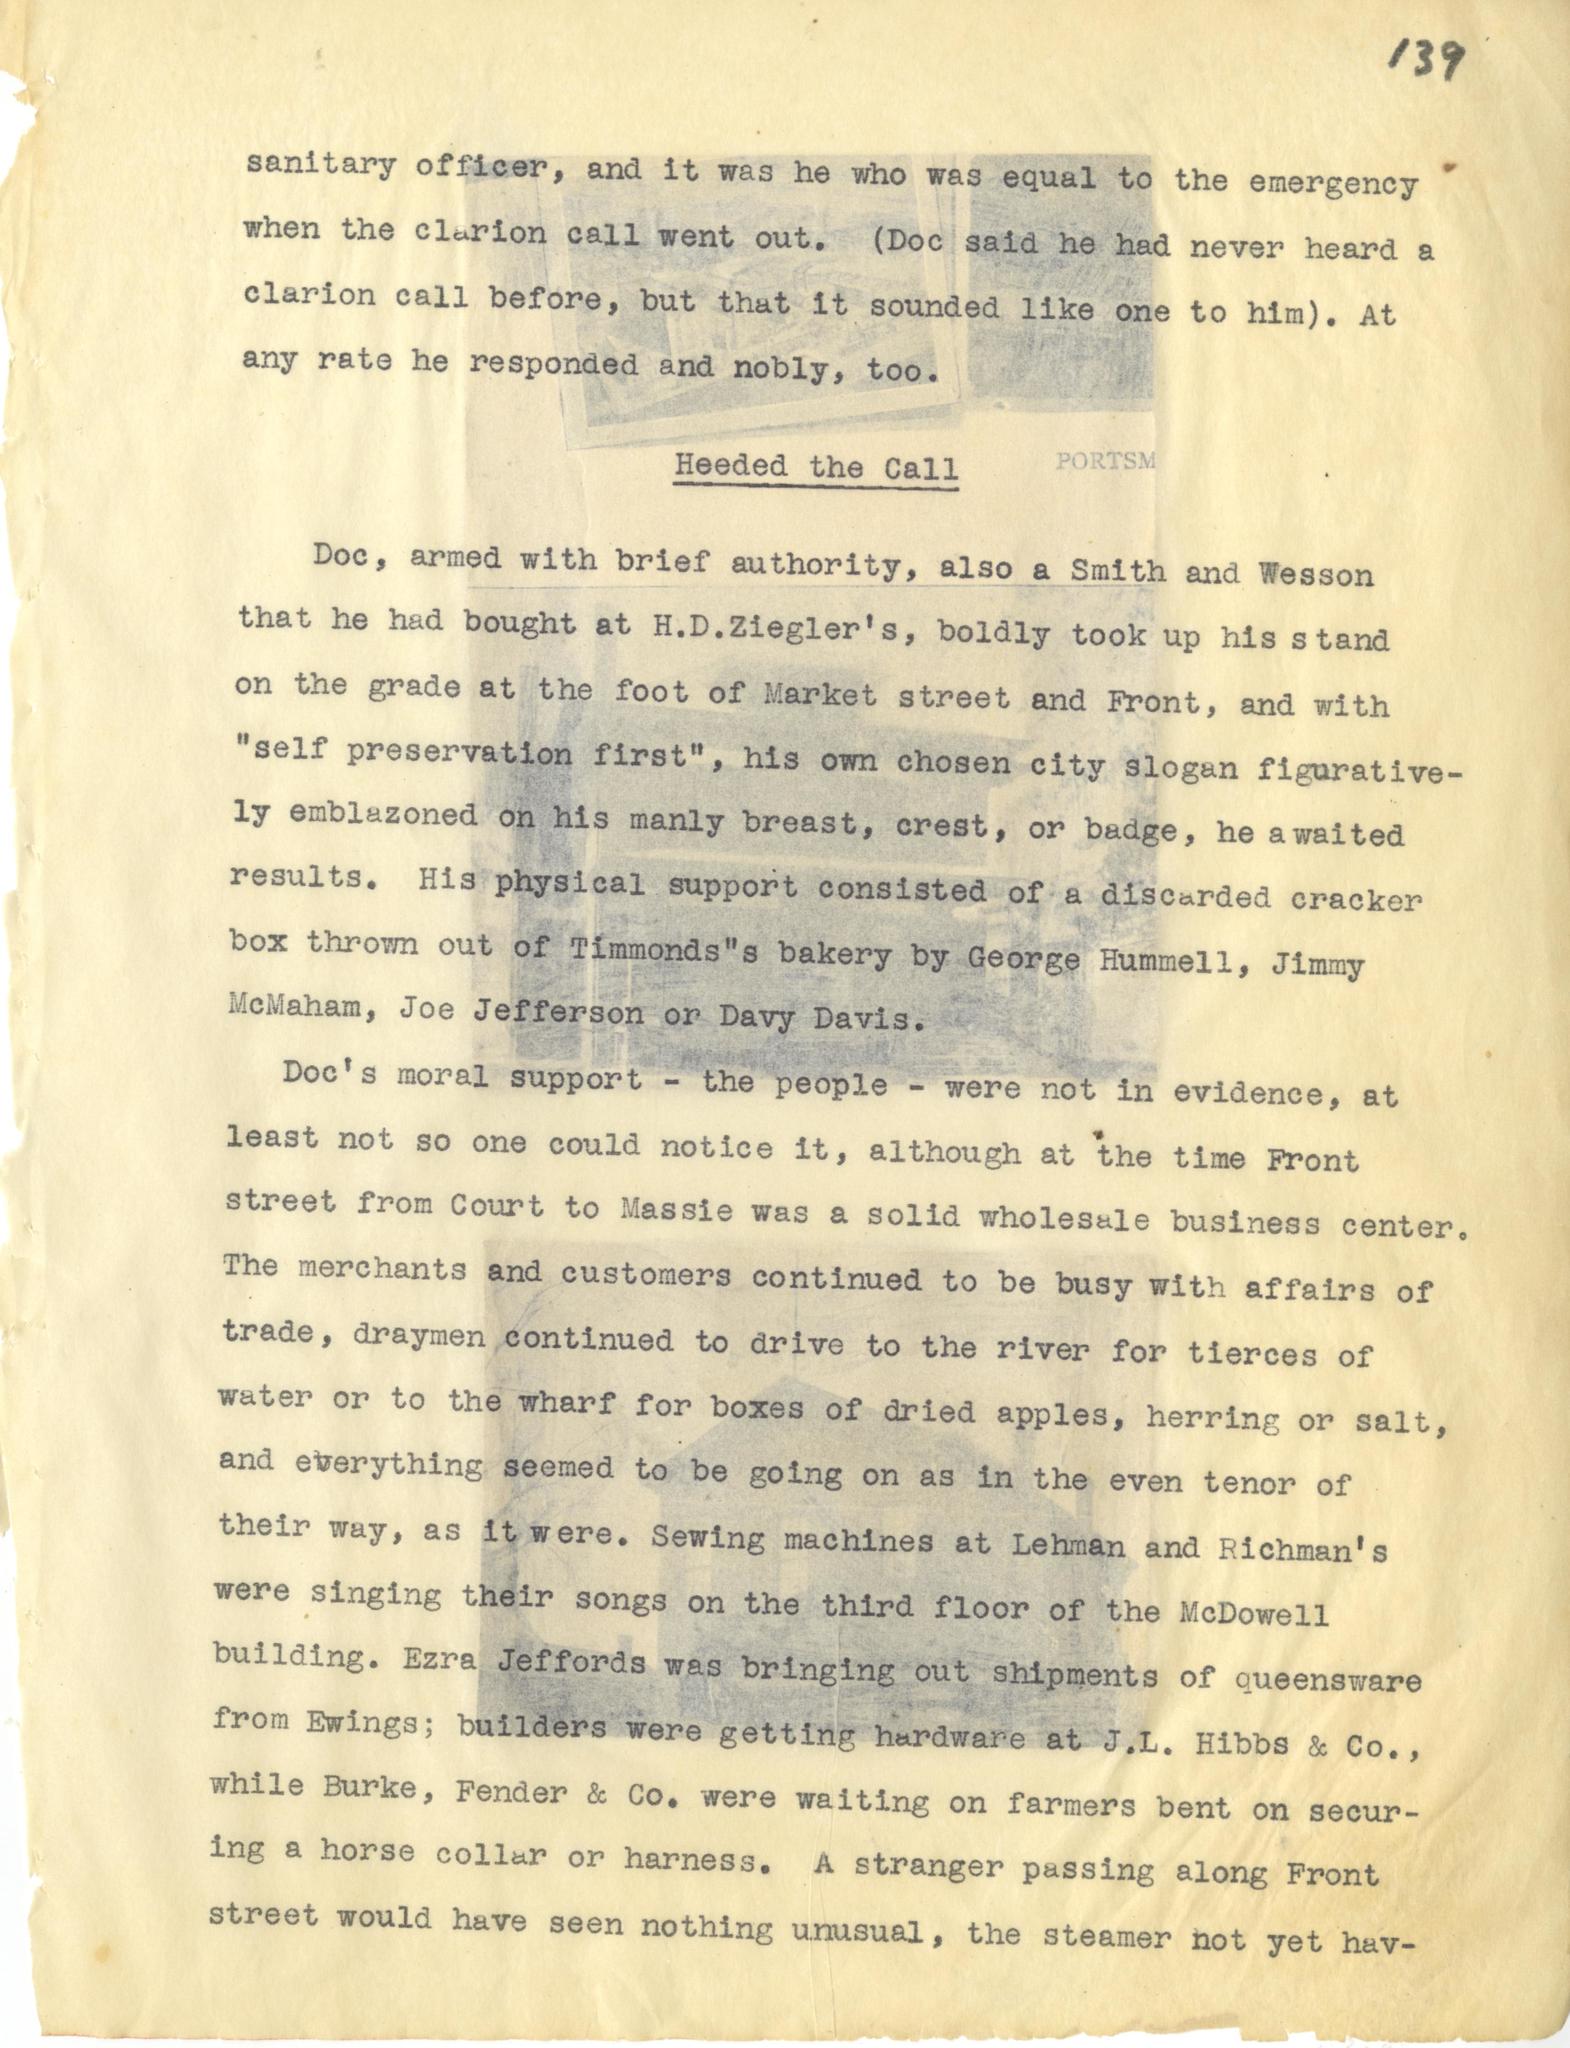 139
sanitary officer, and it was he who was equal to the emergency
when the clarion call went out.  (Doc said he had never heard a
clarion call before, but that it sounded like one to him). At
any rate he responded and nobly, too.
Heeded the Call
PORTSM
Doc, armed with brief authority, also a Smith and Wesson
that he had bought at H.D.Ziegler's, boldly took up his stand
on the grade at the foot of Market street and Front, and with
"self preservation first", his own chosen city slogan figurative-
ly emblazoned on his manly breast, crest, or badge, he awaited
results.  His physical support consisted of a discarded cracker
box thrown out of Timmonds"s bakery by George Hummell, Jimmy
McMaham, Joe Jefferson or Davy Davis.
Doc's moral support - the people - were not in evidence, at
least not so one could notice it, although at the time Front
street from Court to Massie was a solid wholesale business center.
The merchants and customers continued to be busy with affairs of
trade, draymen continued to drive to the river for tierces of
water or to the wharf for boxes of dried apples, herring or salt,
and everything seemed to be going on as in the even tenor of
their way, as it were. Sewing machines at Lehman and Richman's
were singing their songs on the third floor of the McDowell
building. Ezra Jeffords was bringing out shipments of queensware
from Ewings; builders were getting hardware at J.L. Hibbs & Co.,
while Burke, Fender & Co. were waiting on farmers bent on secur-
ing a horse collar or harness.  A stranger passing along Front
street would have seen nothing unusual, the steamer not yet hav-